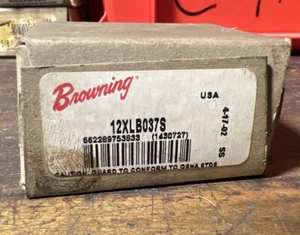 Browning®
USA
12XLB037S
662289753833 (1430727)
4-17-02 SS
CAUTION GUARD TO CONFORM TO OSHA STDS